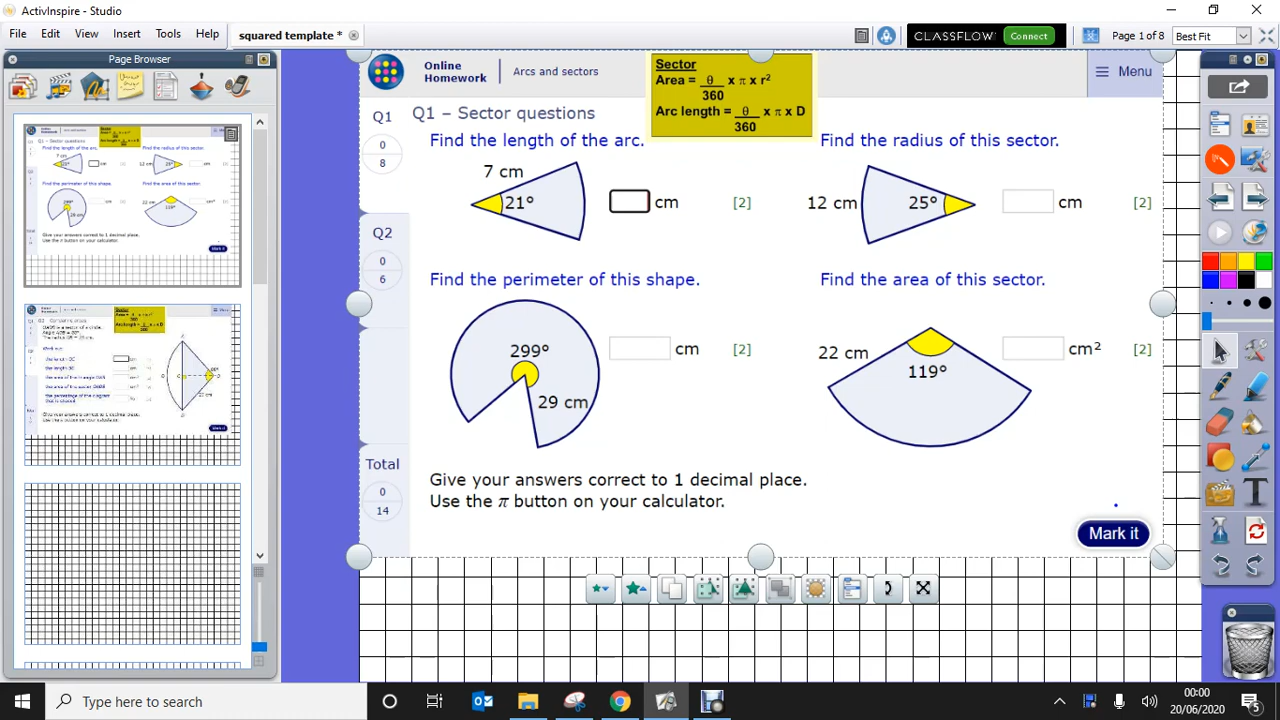 ActivInspire - Studio
File Edit View Insert Tools Help squared template * CLASSFLOW Connect Page 1 of 8 Best Fit
Page Browser
Online Homework
Arcs and sectors
Sector
Area = θ/360 x π x r²
Arc length = θ/360 x π x D
Menu
Q1
0
8
Q2
0
6
Total
0
14
Q1 – Sector questions
Find the length of the arc.
7 cm
21°
cm
[2]
Find the radius of this sector.
12 cm
25°
cm
[2]
Find the perimeter of this shape.
299°
29 cm
cm
[2]
Find the area of this sector.
22 cm
119°
cm²
[2]
Give your answers correct to 1 decimal place.
Use the π button on your calculator.
Mark it
Type here to search
00:00
20/06/2020
5